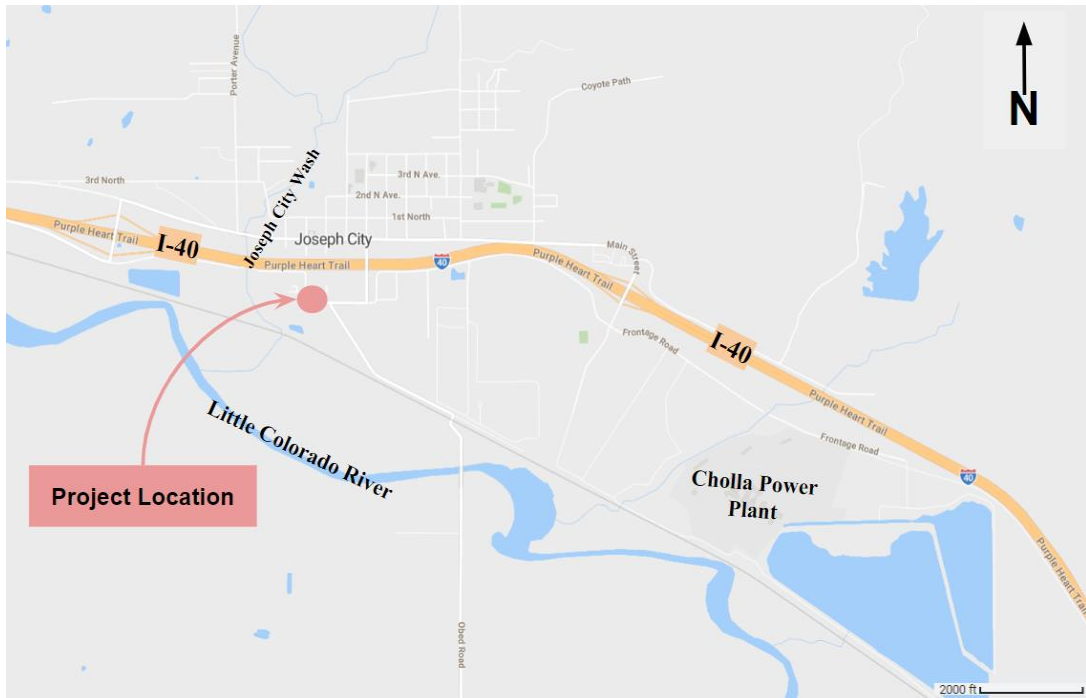 N
Porter Avenue
Coyote Path
Joseph City Wash
3rd North
3rd N Ave.
2nd N Ave.
1st North
Joseph City
Purple Heart Trail
I-40
Purple Heart Trail
40
Main Street
Purple Heart Trail
Frontage Road
I-40
Purple Heart Trail
Frontage Road
40
Little Colorado River
Project Location
Cholla Power
Plant
Purple Heart Trail
Obed Road
2000 ft